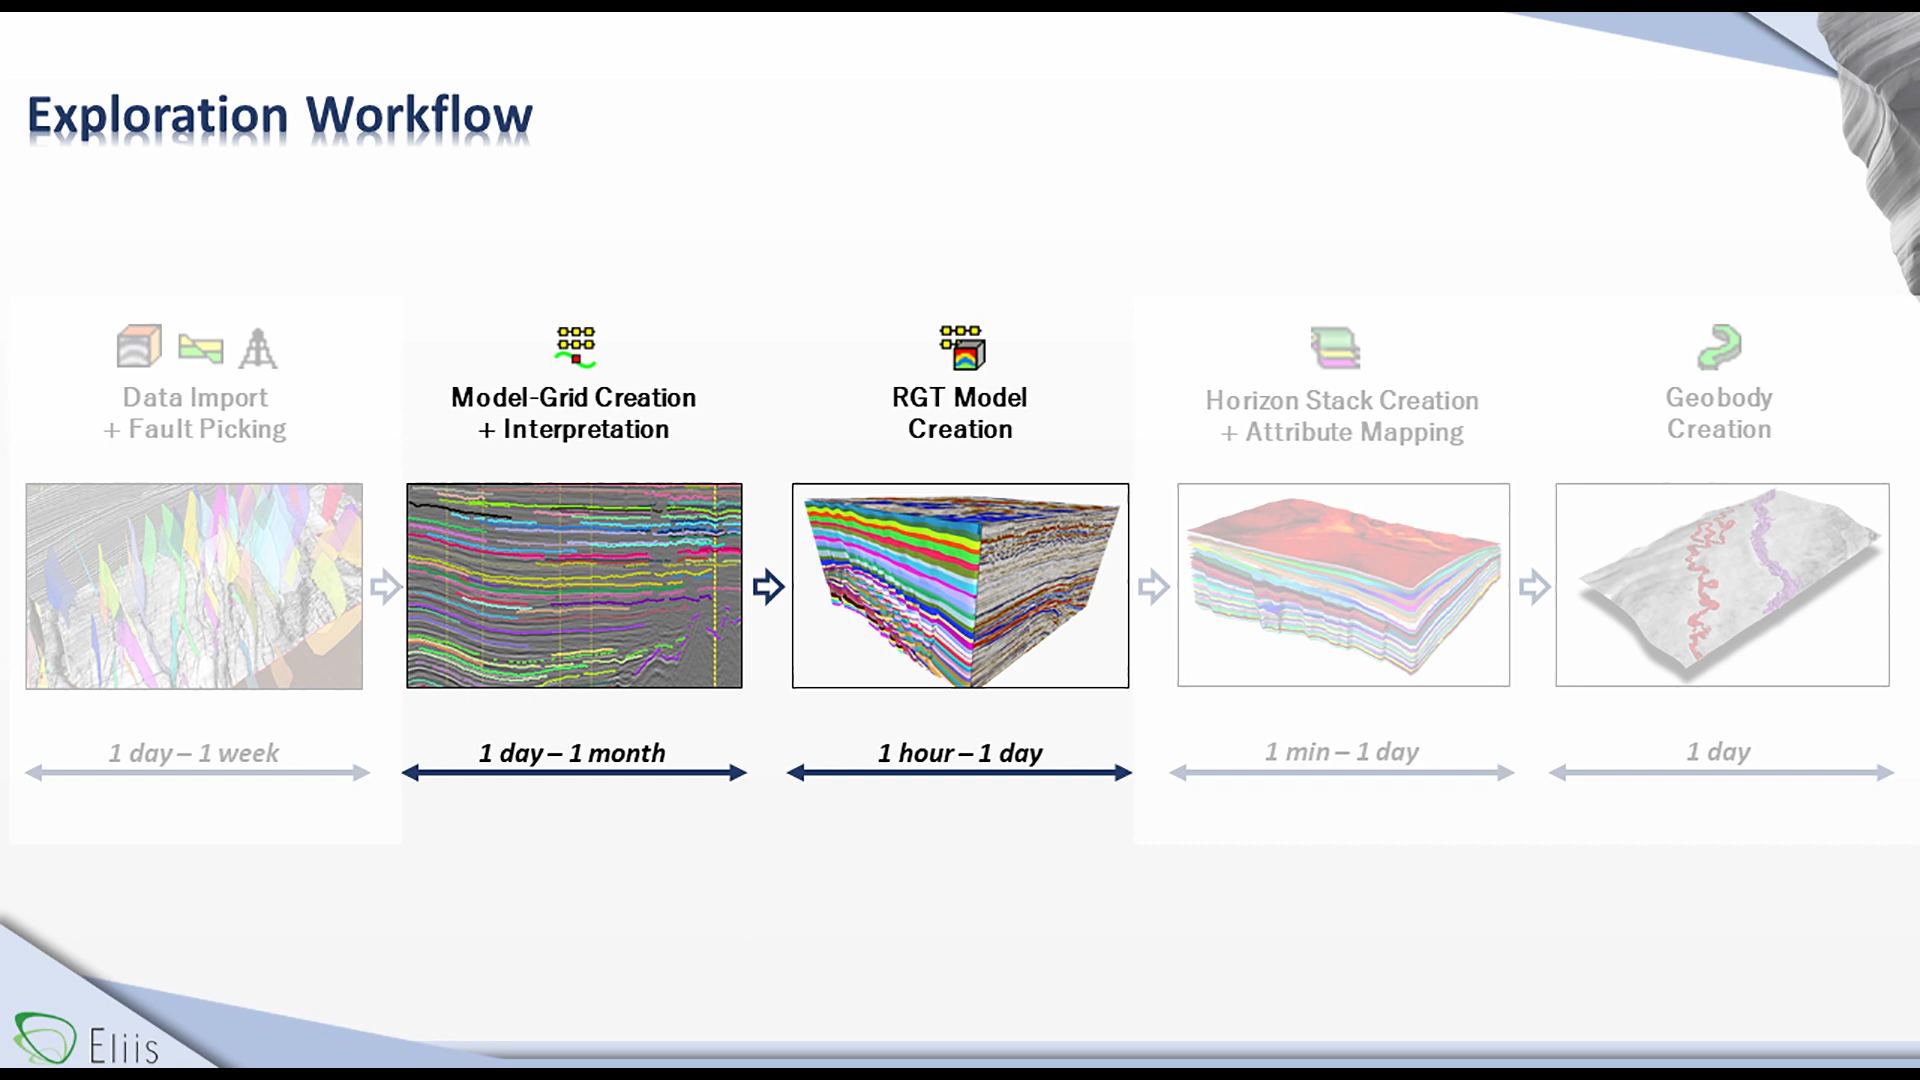 Exploration Workflow
Data Import
+ Fault Picking
Model-Grid Creation
+ Interpretation
RGT Model
Creation
Horizon Stack Creation
+ Attribute Mapping
Geobody
Creation
1 day – 1 week
1 day – 1 month
1 hour – 1 day
1 min – 1 day
1 day
Eliis